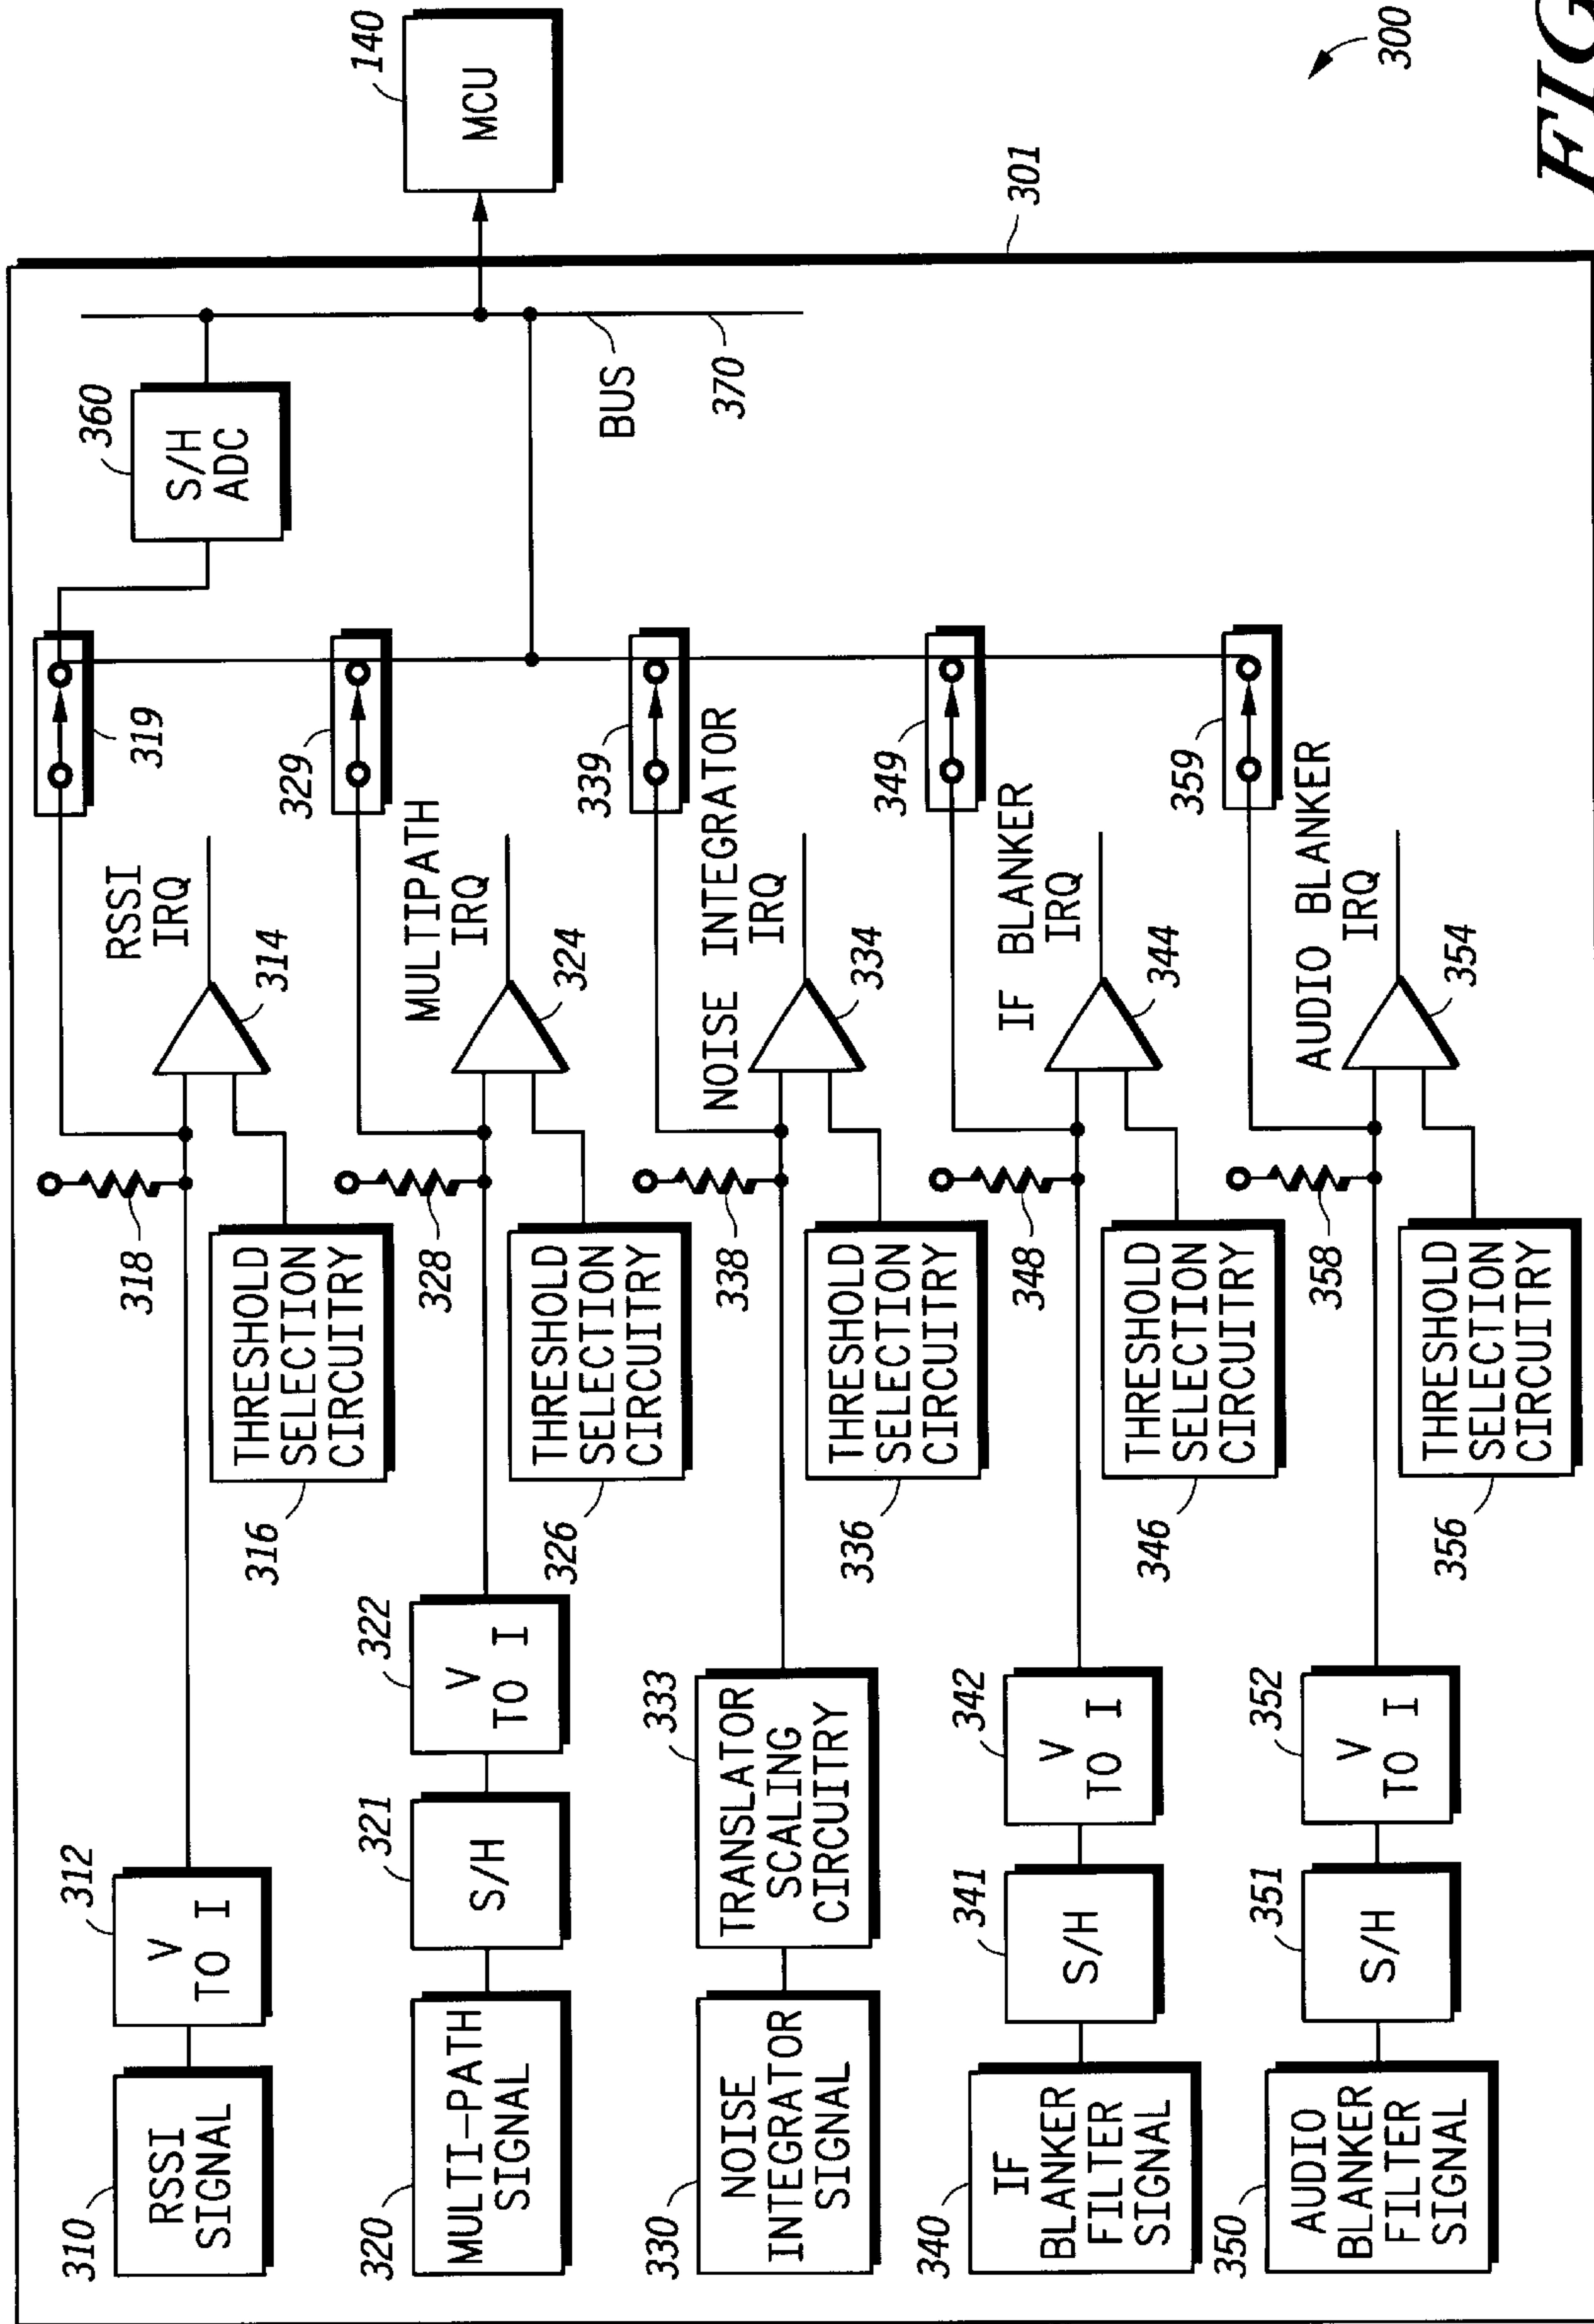 310
RSSI
SIGNAL
312
V
TO I
318
THRESHOLD
SELECTION
CIRCUITRY
316
RSSI
IRQ
314
319
360
S/H
ADC
140
MCU
320
MULTI-PATH
SIGNAL
321
S/H
322
V
TO I
328
THRESHOLD
SELECTION
CIRCUITRY
326
MULTIPATH
IRQ
324
329
BUS
370
330
NOISE
INTEGRATOR
SIGNAL
333
TRANSLATOR
SCALING
CIRCUITRY
338
THRESHOLD
SELECTION
CIRCUITRY
336
NOISE INTEGRATOR
IRQ
334
339
301
340
IF
BLANKER
FILTER
SIGNAL
341
S/H
342
V
TO I
348
THRESHOLD
SELECTION
CIRCUITRY
346
IF BLANKER
IRQ
344
349
350
AUDIO
BLANKER
FILTER
SIGNAL
351
S/H
352
V
TO I
358
THRESHOLD
SELECTION
CIRCUITRY
356
AUDIO BLANKER
IRQ
354
359
300
FIG